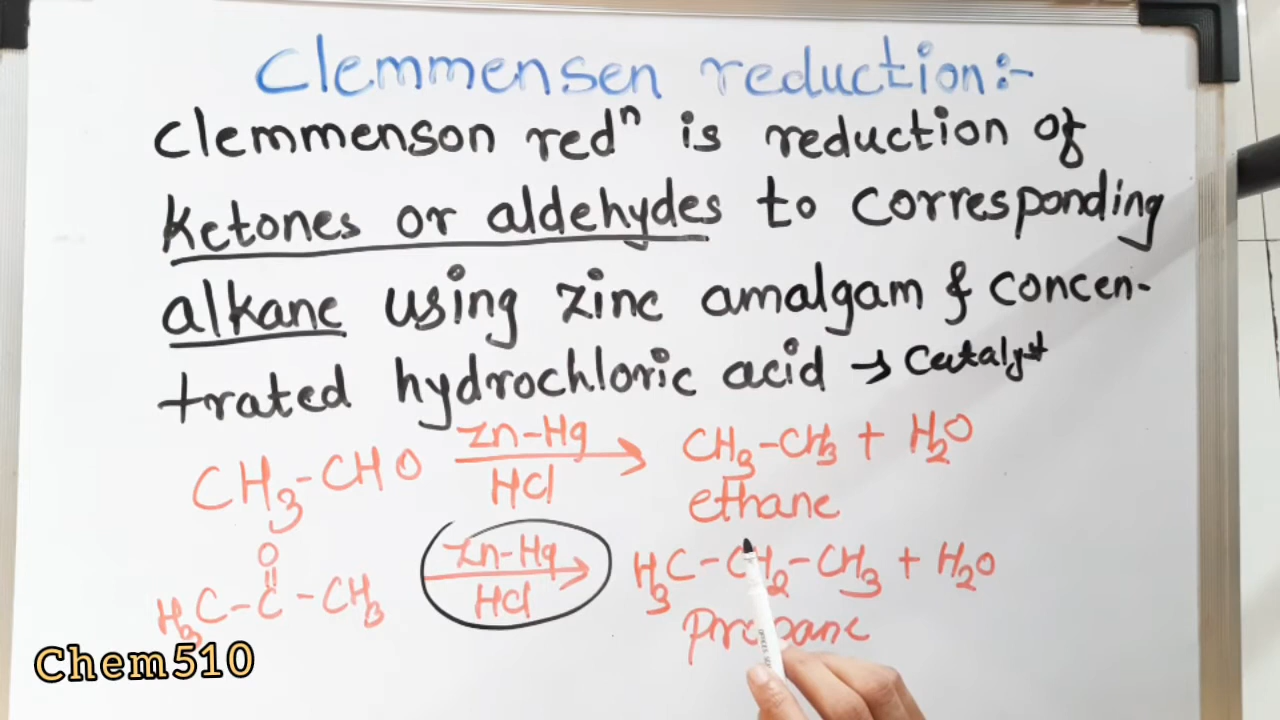 Clemmensen reduction:-
Clemmenson redⁿ is reduction of
ketones or aldehydes to corresponding
alkane using zinc amalgam & concen-
trated hydrochloric acid → Catalyst
CH₃-CHO Zn-Hg HCl → CH₃-CH₃ + H₂O
ethane
O
H₃C-C-CH₃ Zn-Hg HCl → H₃C-CH₂-CH₃ + H₂O
Propane
Chem510